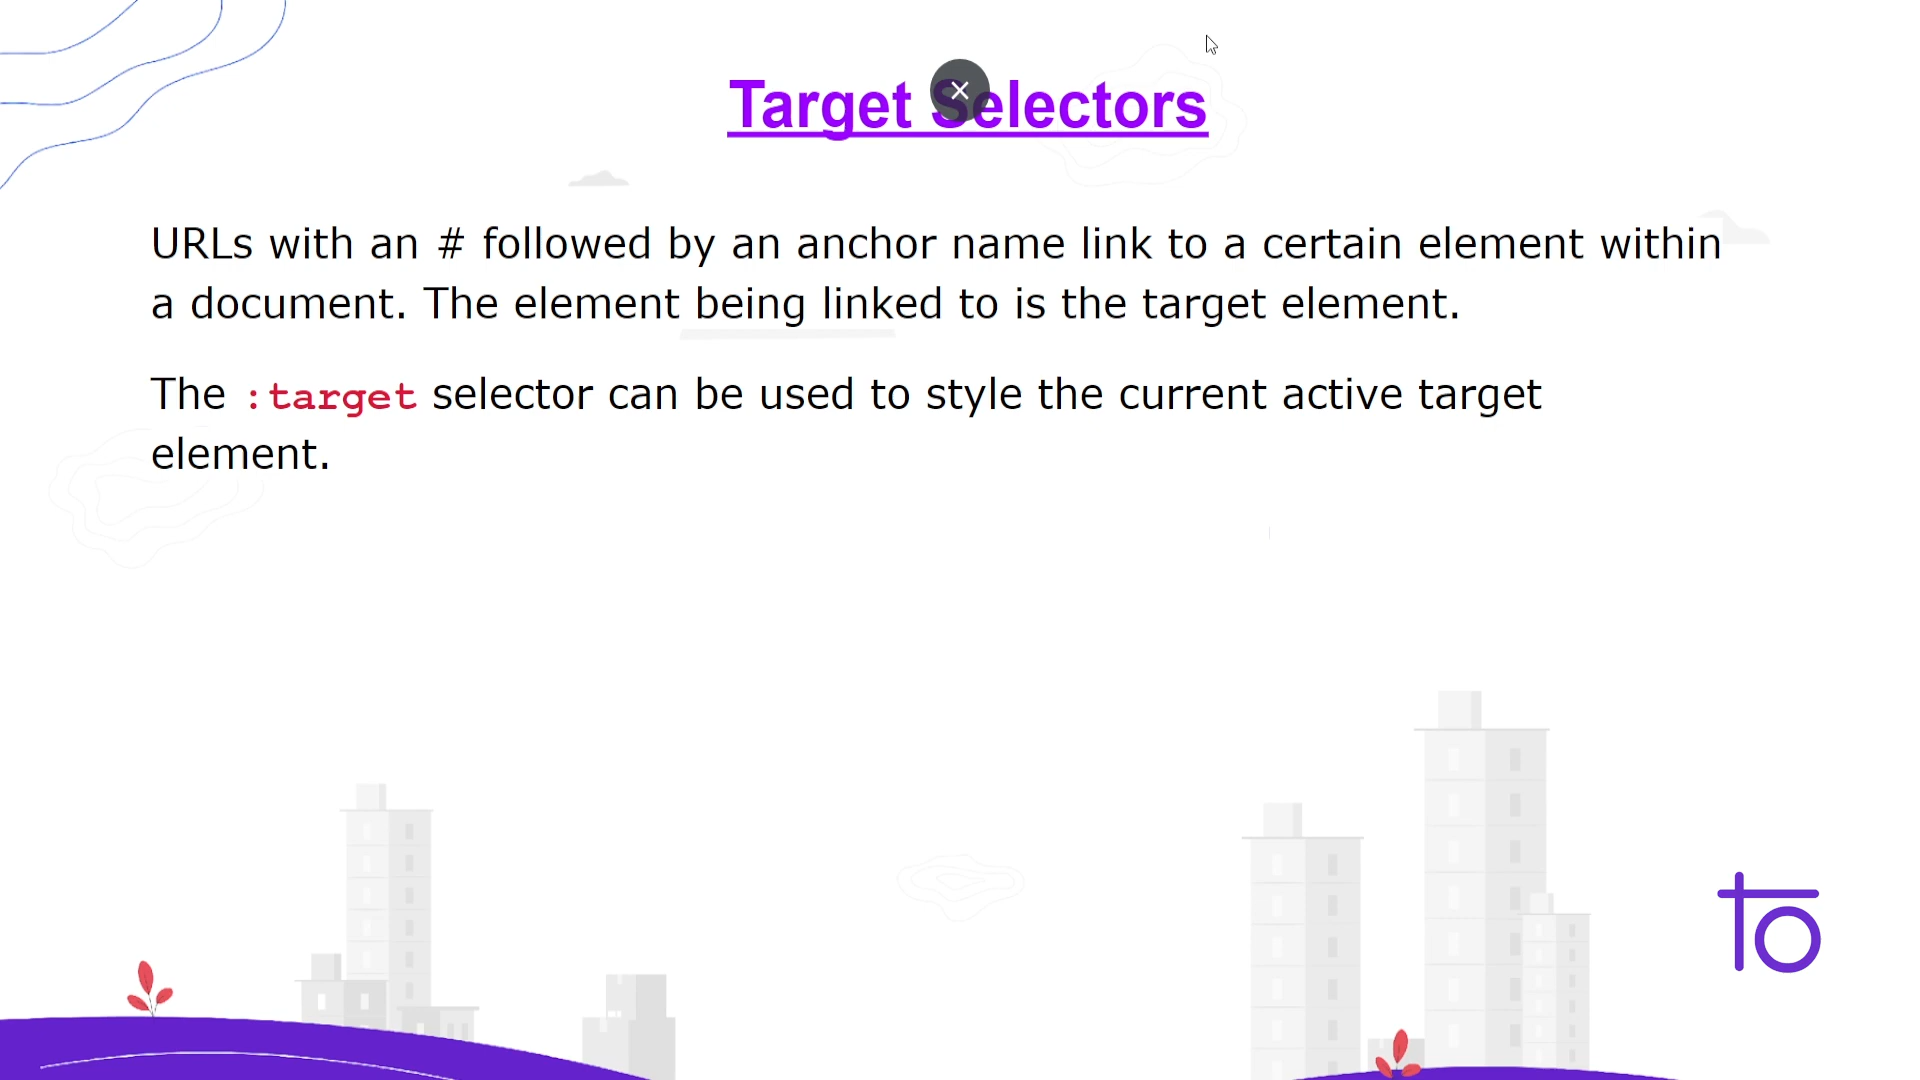 Target Selectors
URLs with an # followed by an anchor name link to a certain element within
a document. The element being linked to is the target element.
The :target selector can be used to style the current active target
element.
to